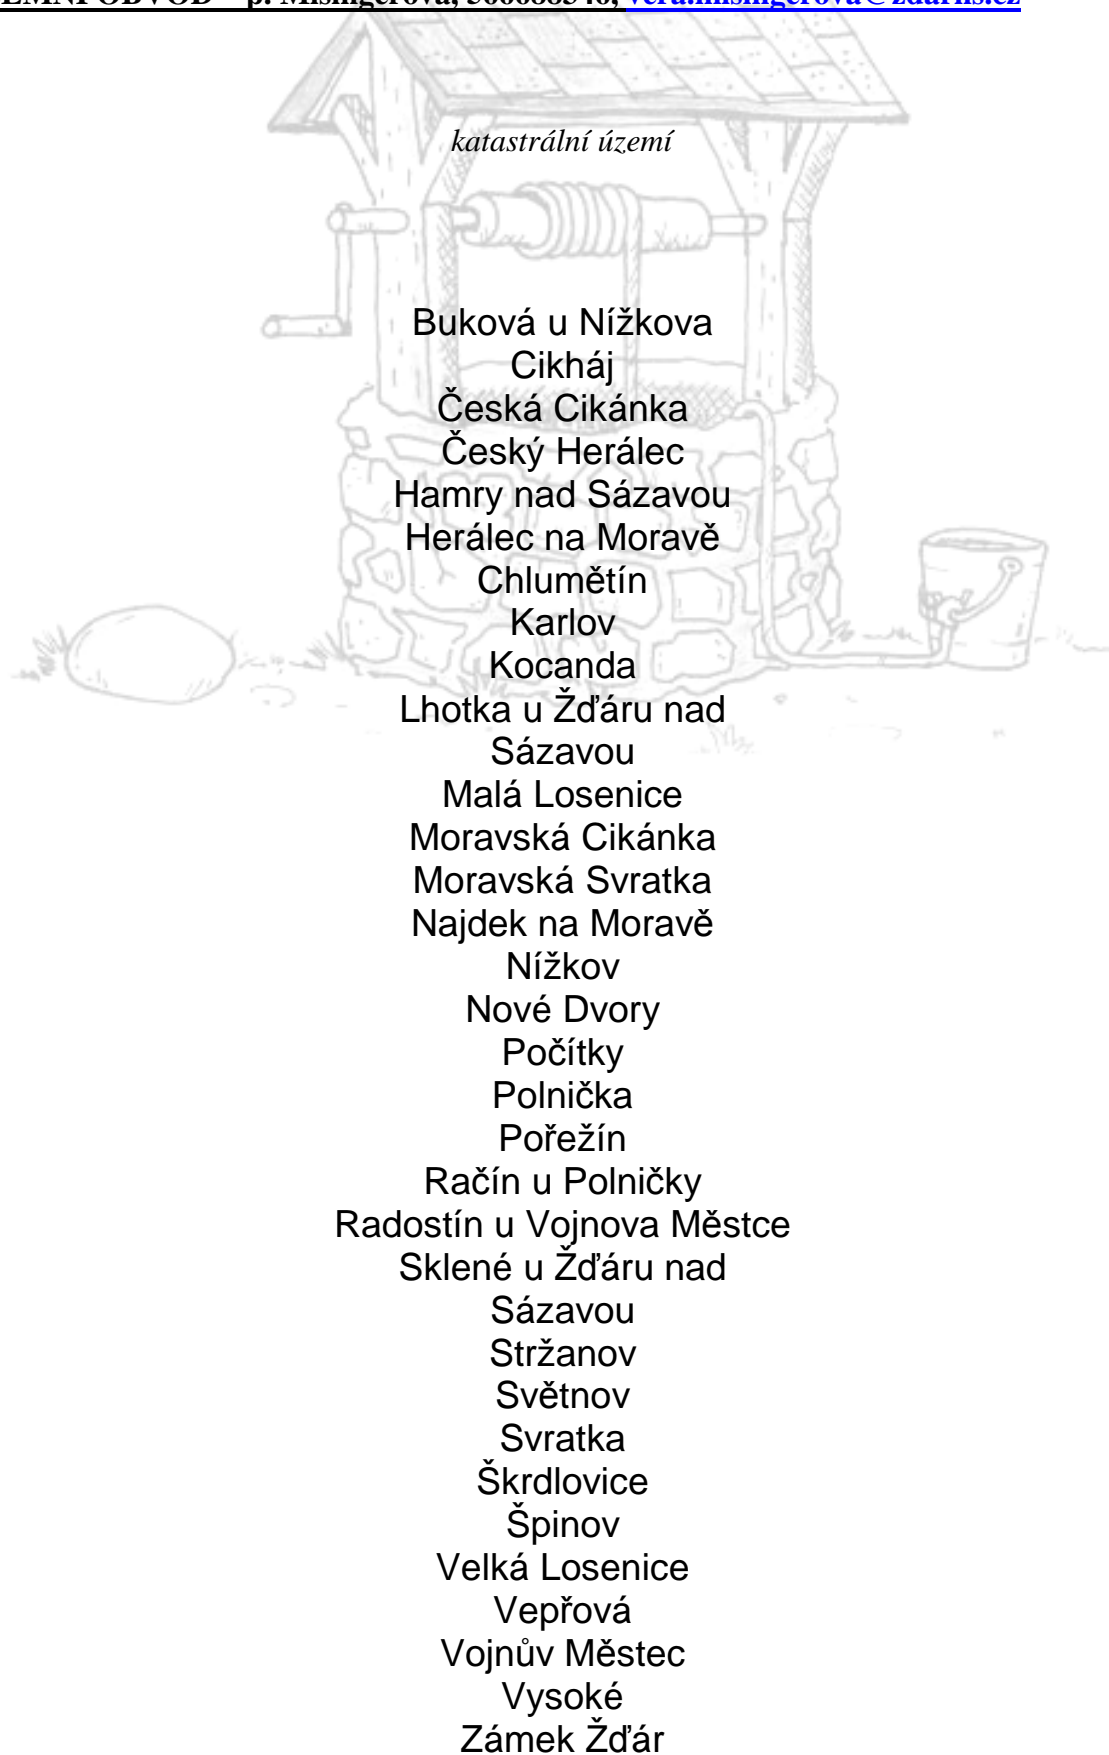 OBVOD – p.
katastrální území
Buková u Nížkova
Cikháj
Česká Cikánka
Český Herálec
Hamry nad Sázavou
Herálec na Moravě
Chlumětín
Karlov
Kocanda
Lhotka u Žďáru nad
Sázavou
Malá Losenice
Moravská Cikánka
Moravská Svratka
Najdek na Moravě
Nížkov
Nové Dvory
Počítky
Polnička
Pořežín
Račín u Polničky
Radostín u Vojnova Městce
Sklené u Žďáru nad
Sázavou
Stržanov
Světnov
Svratka
Škrdlovice
Špinov
Velká Losenice
Vepřová
Vojnův Městec
Vysoké
Zámek Žďár